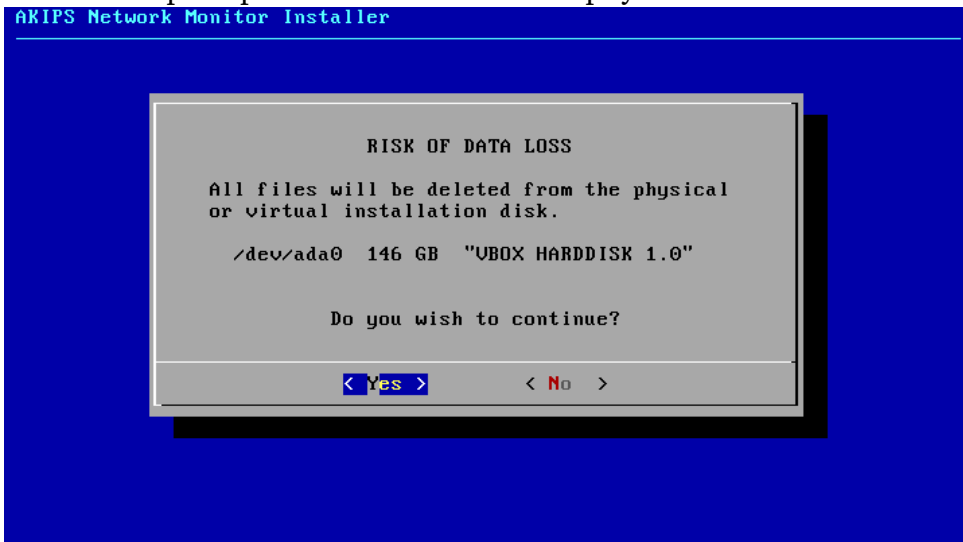 AKIPS Network Monitor Installer
RISK OF DATA LOSS
All files will be deleted from the physical
or virtual installation disk.
/dev/ada0 146 GB "VBOX HARDDISK 1.0"
Do you wish to continue?
< Yes > < No >